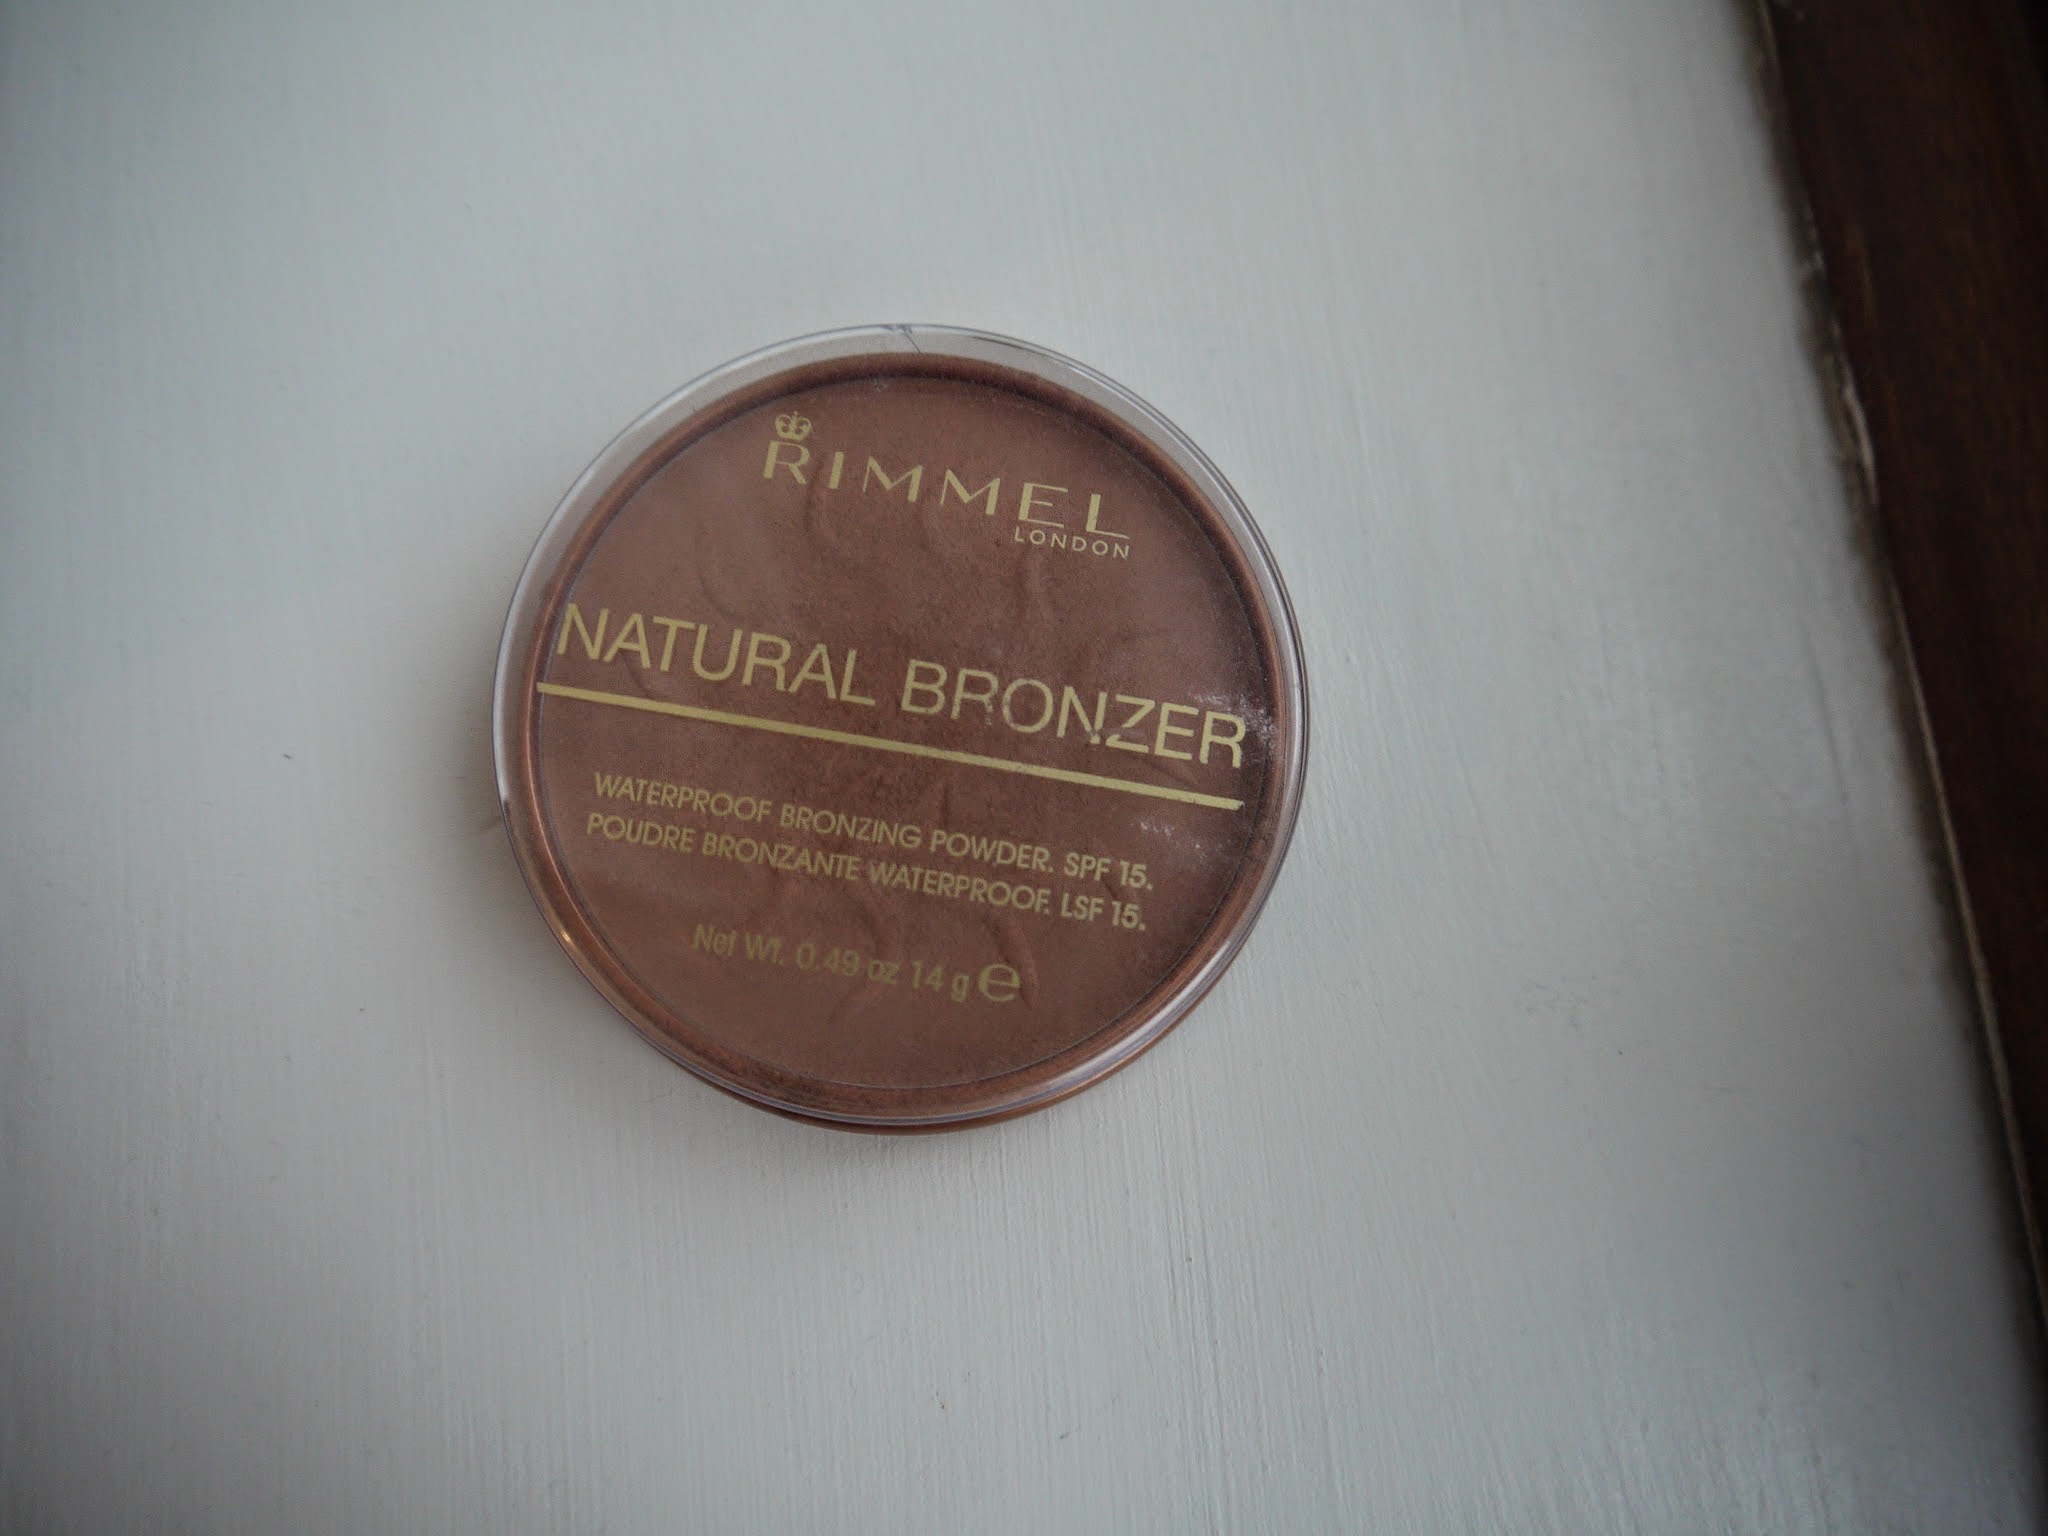 RIMMEL
LONDON
NATURAL BRONZER
WATERPROOF BRONZING POWDER. SPF 15.
POUDRE BRONZANTE WATERPROOF. LSF 15.
Net Wt. 0.49 oz 14 g e